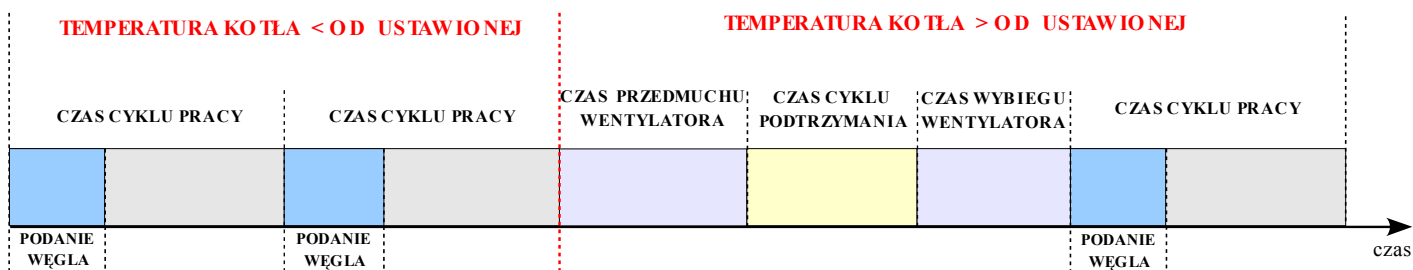 TEMPERATURA KOTŁA < OD USTAWIONEJ
TEMPERATURA KOTŁA > OD USTAWIONEJ
CZAS CYKLU PRACY
CZAS CYKLU PRACY
CZAS PRZEDMUCHU
WENTYLATORA
CZAS CYKLU
PODTRZYMANIA
CZAS WYBIEGU
WENTYLATORA
CZAS CYKLU PRACY
PODANIE
WĘGLA
PODANIE
WĘGLA
PODANIE
WĘGLA
czas